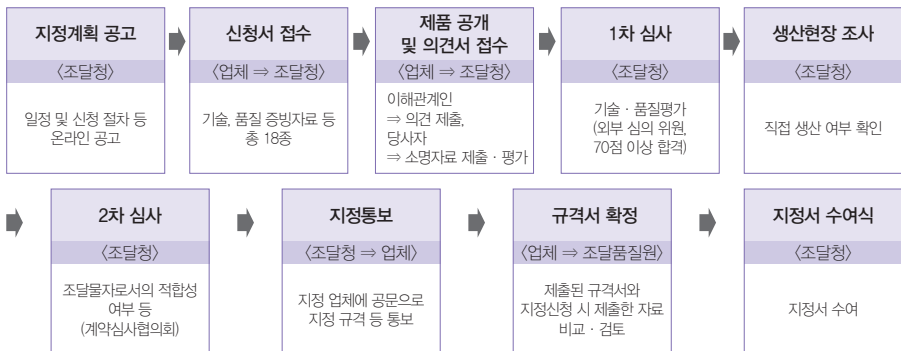 지정계획 공고
〈조달청〉
일정 및 신청 절차 등
온라인 공고
신청서 접수
〈업체 ⇒ 조달청〉
기술, 품질 증빙자료 등
총 18종
제품 공개
및 의견서 접수
〈업체 ⇒ 조달청〉
이해관계인
⇒ 의견 제출,
당사자
⇒ 소명자료 제출 · 평가
1차 심사
〈조달청〉
기술 · 품질평가
(외부 심의 위원,
70점 이상 합격)
생산현장 조사
〈조달청〉
직접 생산 여부 확인
2차 심사
〈조달청〉
조달물자로서의 적합성
여부 등
(계약심사협의회)
지정통보
〈조달청 ⇒ 업체〉
지정 업체에 공문으로
지정 규격 등 통보
규격서 확정
〈업체 ⇒ 조달품질원〉
제출된 규격서와
지정신청 시 제출한 자료
비교 · 검토
지정서 수여식
〈조달청〉
지정서 수여